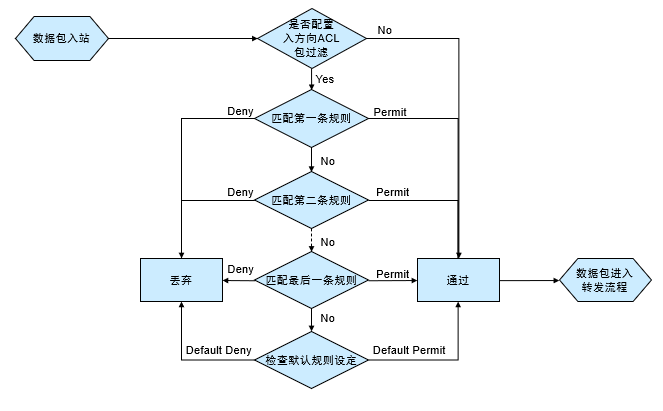 数据包入站
是否配置
入方向ACL
包过滤
No
Yes
Deny
匹配第一条规则
Permit
No
Deny
匹配第二条规则
Permit
No
丢弃
Deny
匹配最后一条规则
Permit
通过
数据包进入
转发流程
No
Default Deny
检查默认规则设定
Default Permit